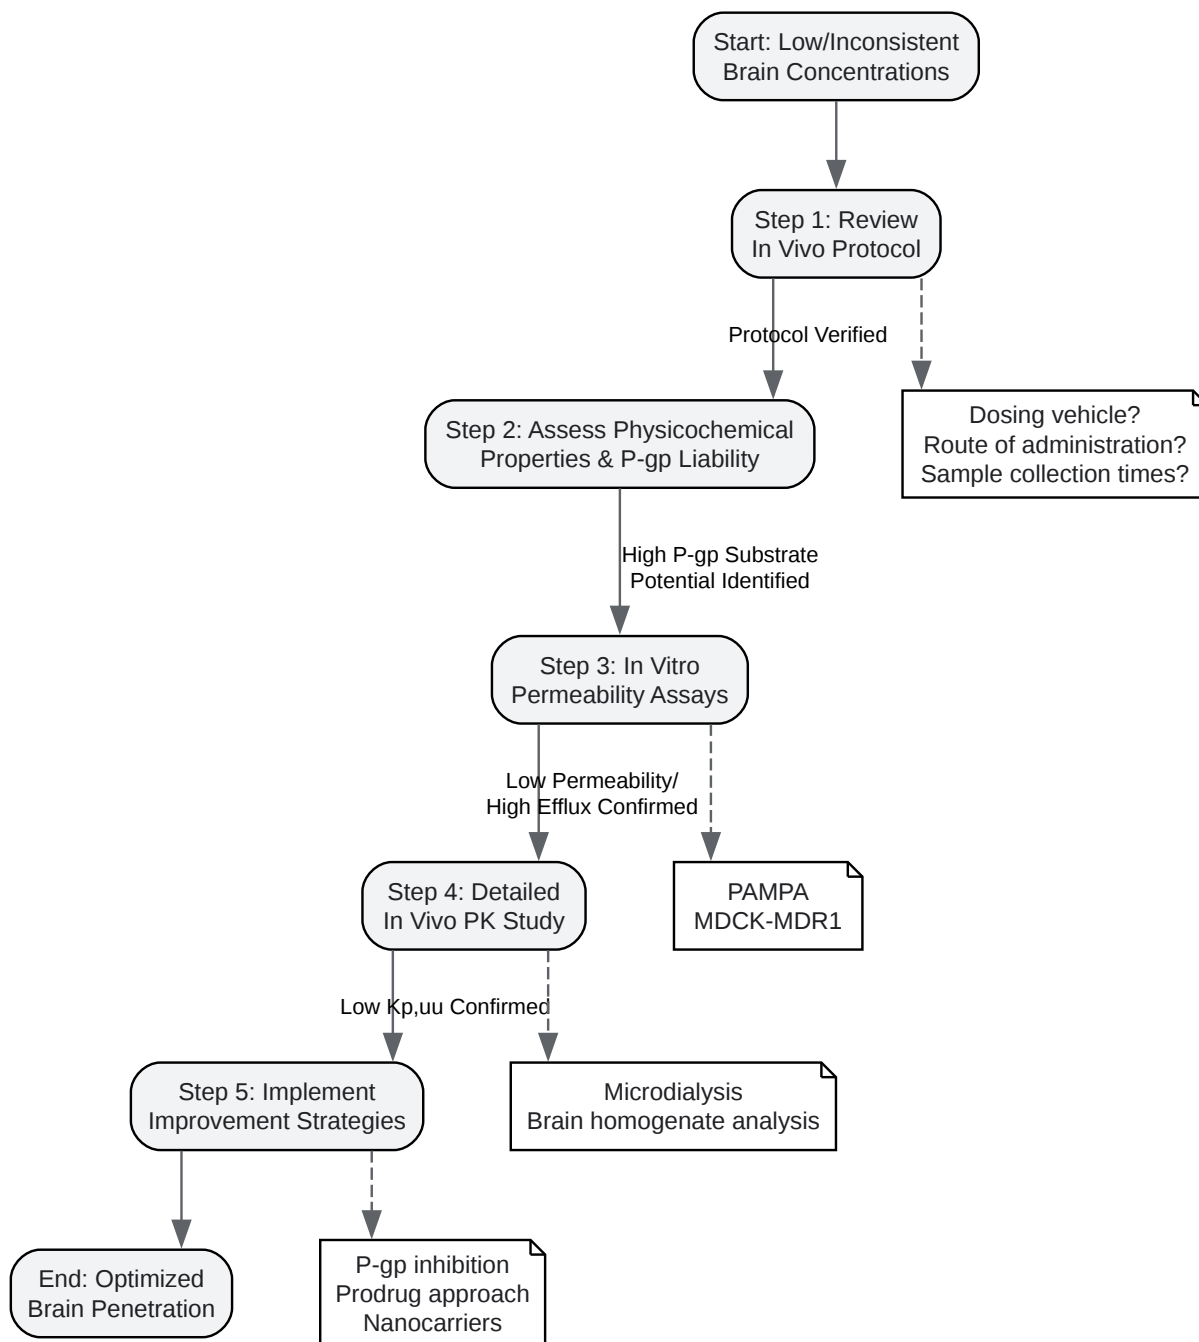 Start: Low/Inconsistent
Brain Concentrations
Step 1: Review
In Vivo Protocol
Protocol Verified
Dosing vehicle?
Route of administration?
Sample collection times?
Step 2: Assess Physicochemical
Properties & P-gp Liability
High P-gp Substrate
Potential Identified
Step 3: In Vitro
Permeability Assays
Low Permeability/
High Efflux Confirmed
PAMPA
MDCK-MDR1
Step 4: Detailed
In Vivo PK Study
Low Kp,uu Confirmed
Microdialysis
Brain homogenate analysis
Step 5: Implement
Improvement Strategies
P-gp inhibition
Prodrug approach
Nanocarriers
End: Optimized
Brain Penetration